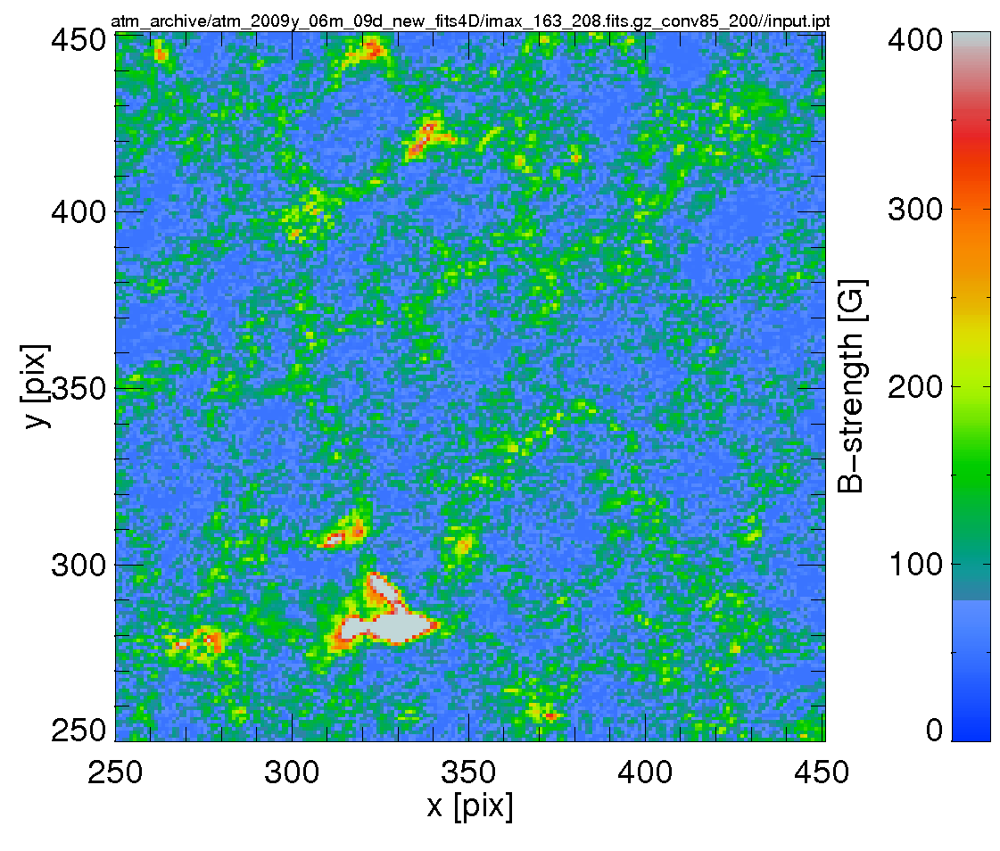 atm_archive/atm_2009y_06m_09d_new_fits4D/imax_163_208.fits.gz_conv85_200//input.ipt
450
400
350
300
250
y [pix]
250 300 350 400 450
x [pix]
400
300
200
100
0
B-strength [G]